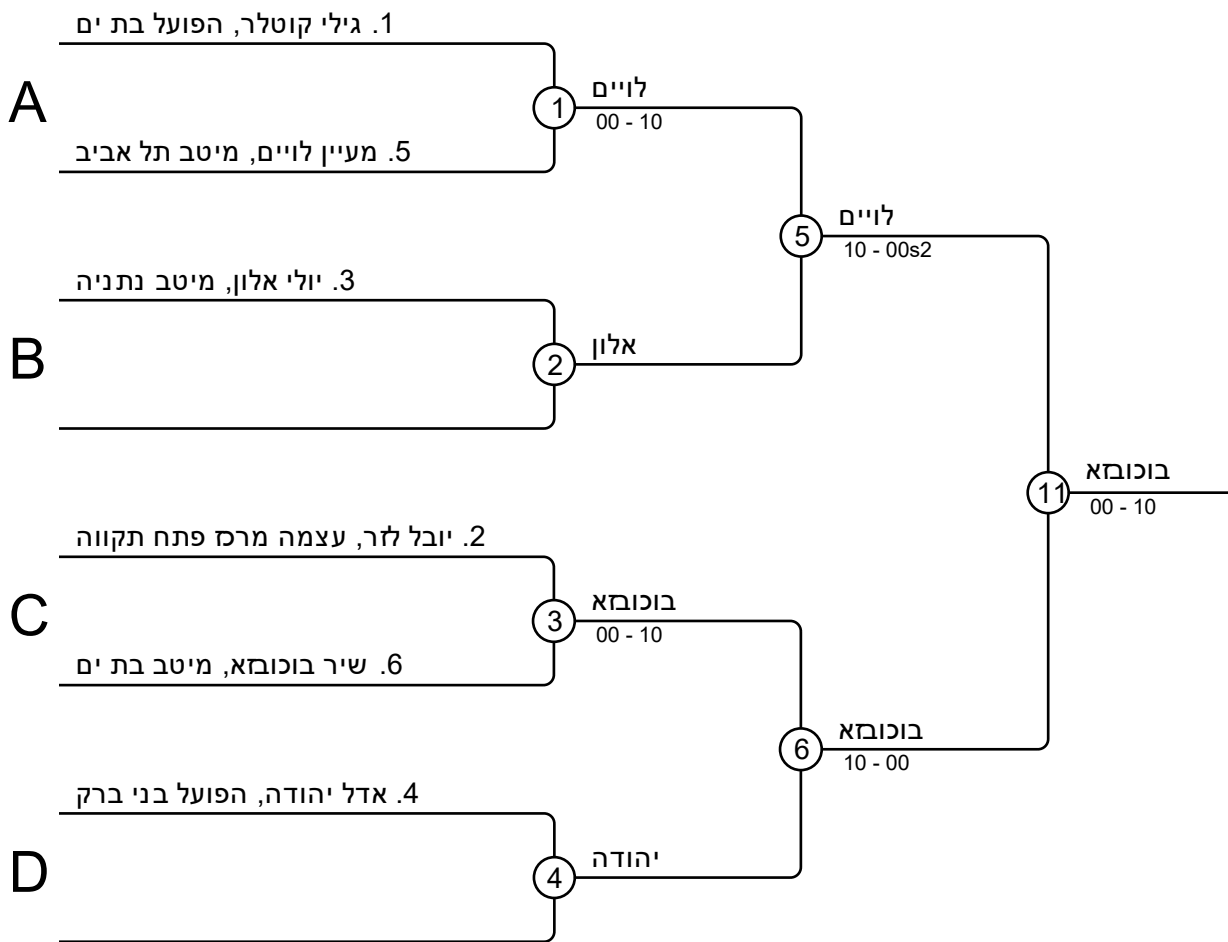 1. גילי קוטלר, הפועל בת ים
A
1
לויים
00 - 10
5. מעיין לויים, מיטב תל אביב
5
לויים
10 - 00s2
3. יולי אלון, מיטב נתניה
B
2
אלון
11
בוכובזא
00 - 10
2. יובל לזר, עצמה מרכז פתח תקווה
C
3
בוכובזא
00 - 10
6. שיר בוכובזא, מיטב בת ים
6
בוכובזא
10 - 00
4. אדל יהודה, הפועל בני ברק
D
4
יהודה